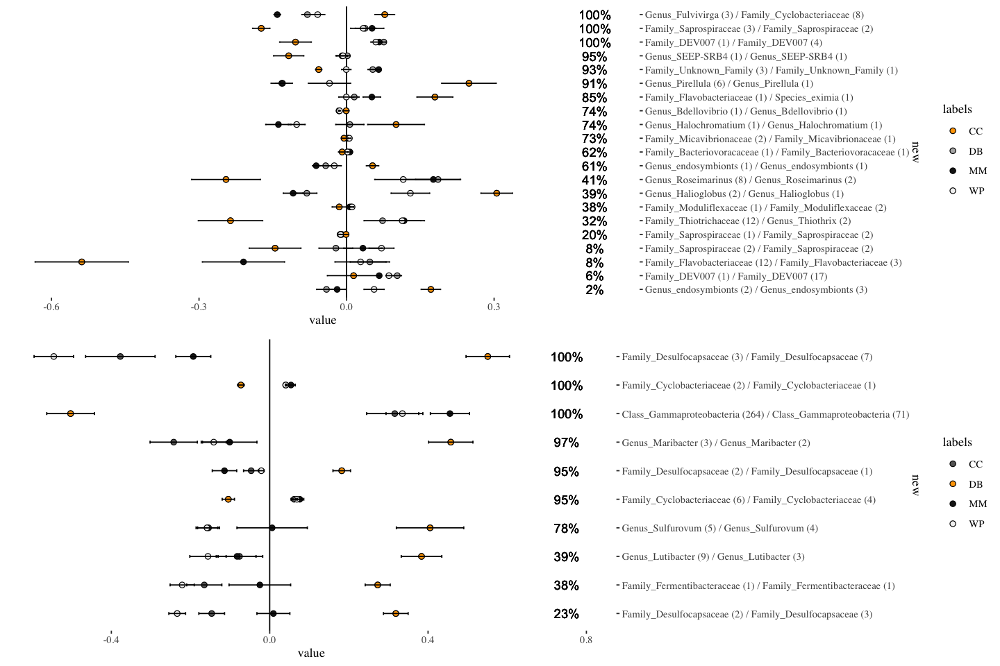 100% Genus_Fulvivirga (3) / Family_Cyclobacteriaceae (8)
100% Family_Saprospiraceae (3) / Family_Saprospiraceae (2)
100% Family_DEV007 (1) / Family_DEV007 (4)
95% Genus_SEEP-SRB4 (1) / Genus_SEEP-SRB4 (1)
93% Family_Unknown_Family (3) / Family_Unknown_Family (1)
91% Genus_Pirellula (6) / Genus_Pirellula (1)
85% Family_Flavobacteriaceae (1) / Species_eximia (1)
74% Genus_Bdellovibrio (1) / Genus_Bdellovibrio (1)
74% Genus_Halochromatium (1) / Genus_Halochromatium (1)
73% Family_Micavibrionaceae (2) / Family_Micavibrionaceae (1)
62% Family_Bacteriovoracaceae (1) / Family_Bacteriovoracaceae (1)
61% Genus_endosymbionts (1) / Genus_endosymbionts (1)
41% Genus_Roseimarinus (8) / Genus_Roseimarinus (2)
39% Genus_Halioglobus (2) / Genus_Halioglobus (1)
38% Family_Moduliflexaceae (1) / Family_Moduliflexaceae (2)
32% Family_Thiotrichaceae (12) / Genus_Thiothrix (2)
20% Family_Saprospiraceae (1) / Family_Saprospiraceae (2)
8% Family_Saprospiraceae (2) / Family_Saprospiraceae (2)
8% Family_Flavobacteriaceae (12) / Family_Flavobacteriaceae (3)
6% Family_DEV007 (1) / Family_DEV007 (17)
2% Genus_endosymbionts (2) / Genus_endosymbionts (3)
-0.6 -0.3 0.0 0.3
value
new
labels
CC
DB
MM
WP
100% Family_Desulfocapsaceae (3) / Family_Desulfocapsaceae (7)
100% Family_Cyclobacteriaceae (2) / Family_Cyclobacteriaceae (1)
100% Class_Gammaproteobacteria (264) / Class_Gammaproteobacteria (71)
97% Genus_Maribacter (3) / Genus_Maribacter (2)
95% Family_Desulfocapsaceae (2) / Family_Desulfocapsaceae (1)
95% Family_Cyclobacteriaceae (6) / Family_Cyclobacteriaceae (4)
78% Genus_Sulfurovum (5) / Genus_Sulfurovum (4)
39% Genus_Lutibacter (9) / Genus_Lutibacter (3)
38% Family_Fermentibacteraceae (1) / Family_Fermentibacteraceae (1)
23% Family_Desulfocapsaceae (2) / Family_Desulfocapsaceae (3)
-0.4 0.0 0.4 0.8
value
new
labels
CC
DB
MM
WP